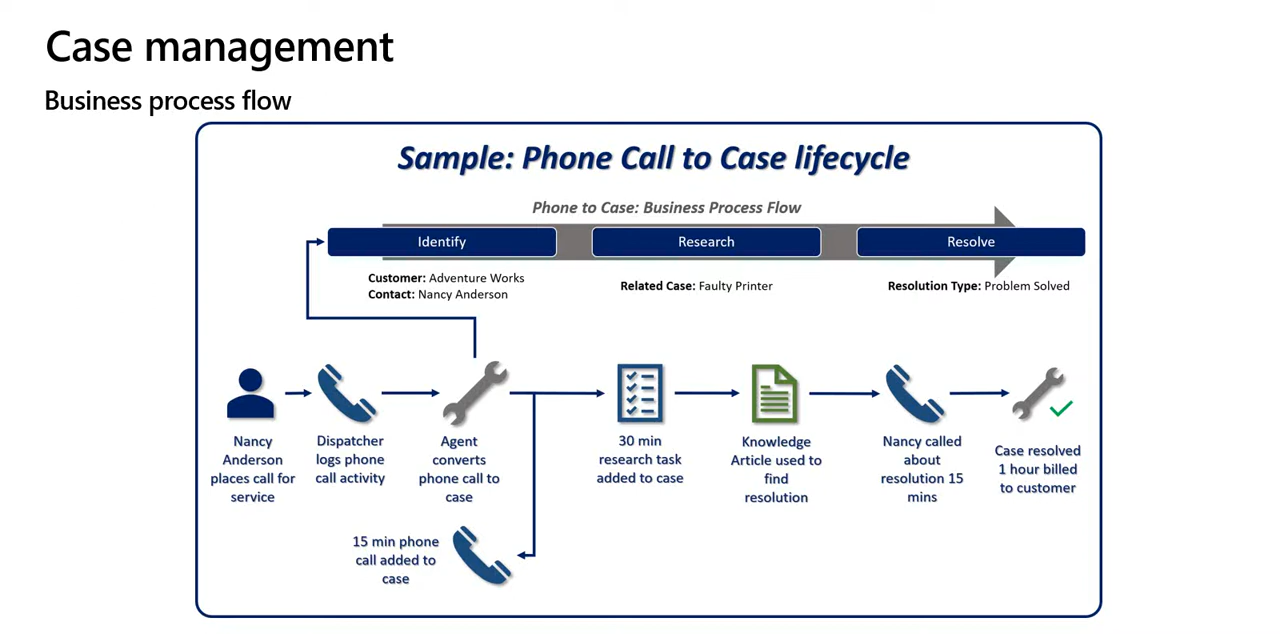 Case management
Business process flow
Sample: Phone Call to Case lifecycle
Phone to Case: Business Process Flow
Identify
Research
Resolve
Customer: Adventure Works
Contact: Nancy Anderson
Related Case: Faulty Printer
Resolution Type: Problem Solved
Nancy
Anderson
places call for
service
Dispatcher
logs phone
call activity
Agent
converts
phone call to
case
30 min
research task
added to case
Knowledge
Article used to
find
resolution
Nancy called
about
resolution 15
mins
Case resolved
1 hour billed
to customer
15 min phone
call added to
case